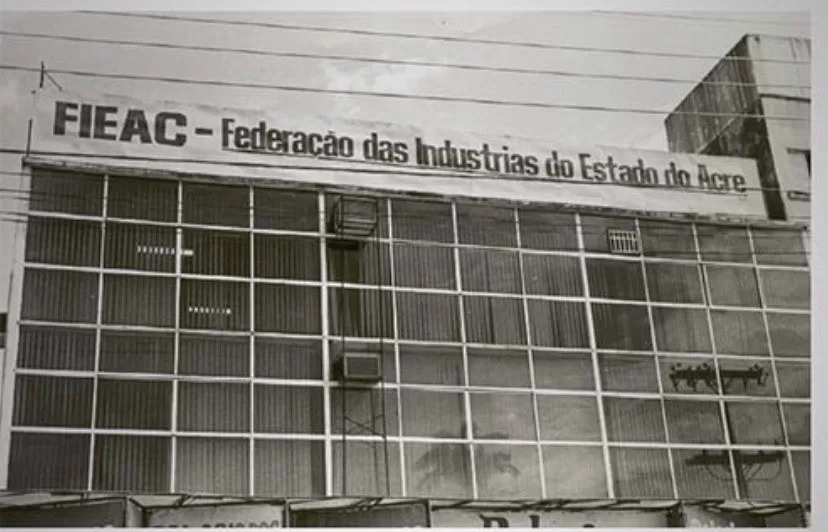 FIEAC - Federação das Industrias do Estado do Acre